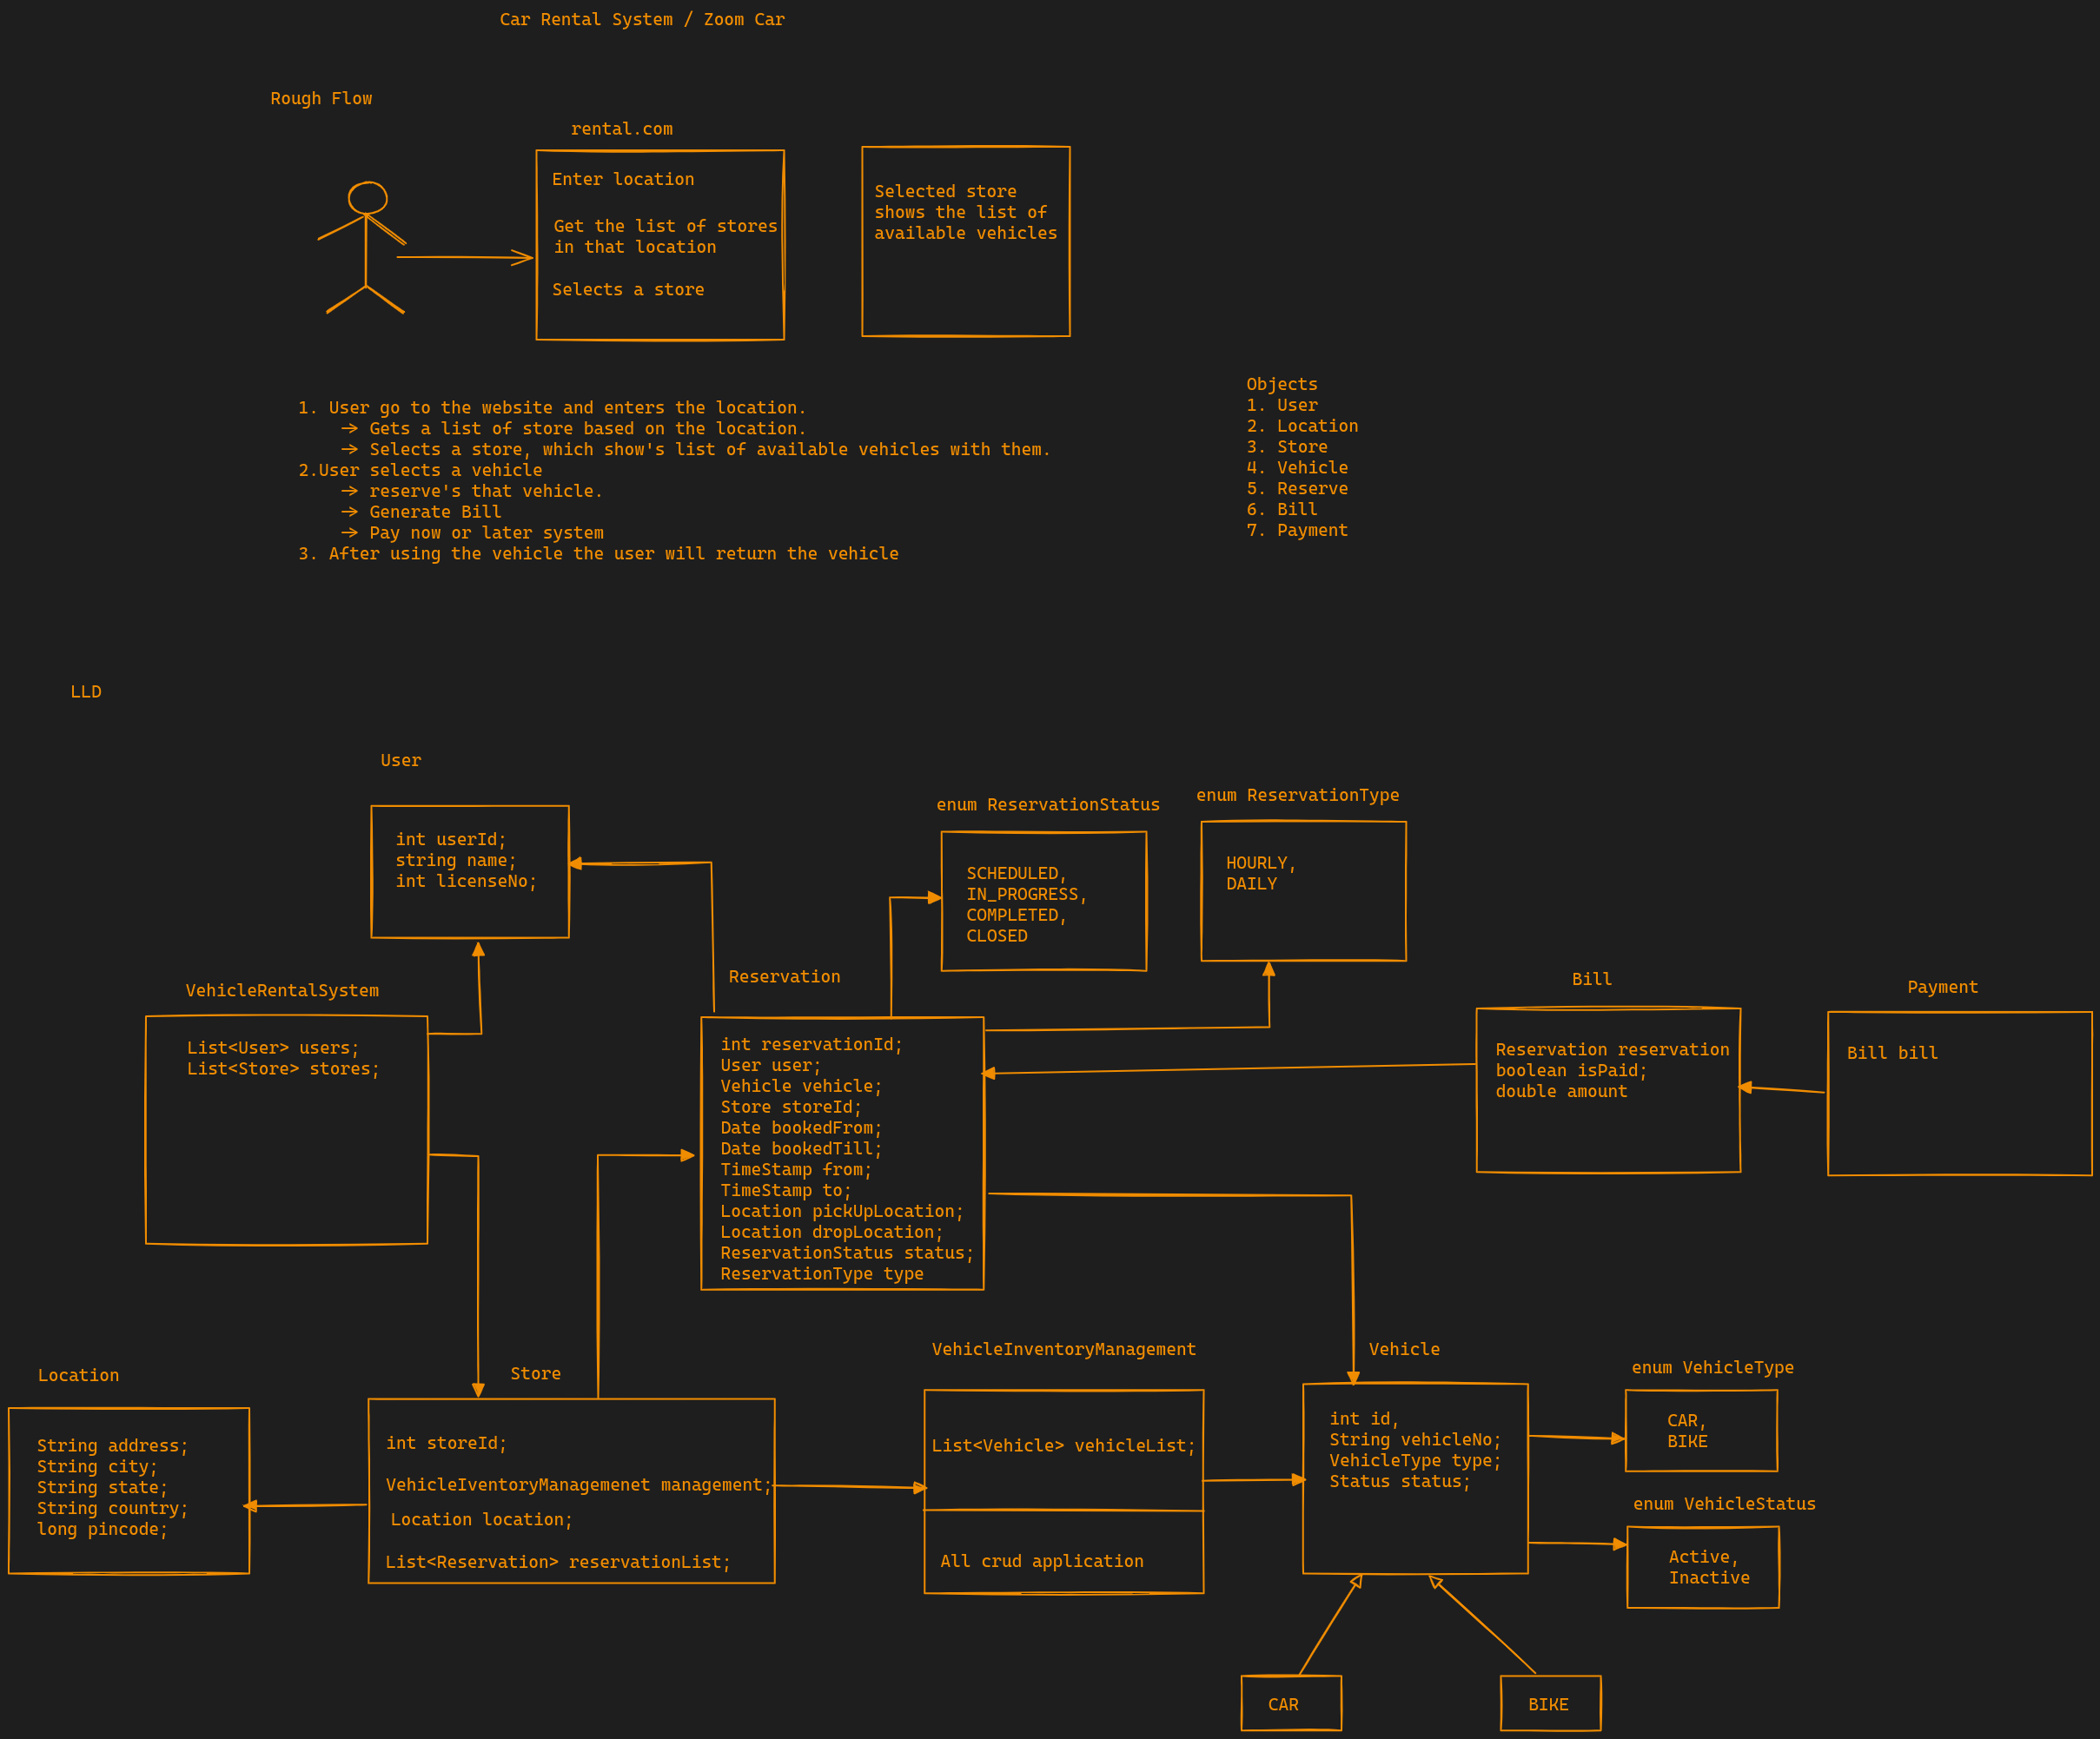 Car Rental System / Zoom Car
Rough Flow
rental.com
Enter location
Get the list of stores
in that location
Selects a store
Selected store
shows the list of
available vehicles
1. User go to the website and enters the location.
-> Gets a list of store based on the location.
-> Selects a store, which show's list of available vehicles with them.
2.User selects a vehicle
-> reserve's that vehicle.
-> Generate Bill
-> Pay now or later system
3. After using the vehicle the user will return the vehicle
Objects
1. User
2. Location
3. Store
4. Vehicle
5. Reserve
6. Bill
7. Payment
LLD
User
int userId;
string name;
int licenseNo;
enum ReservationStatus
SCHEDULED,
IN_PROGRESS,
COMPLETED,
CLOSED
enum ReservationType
HOURLY,
DAILY
VehicleRentalSystem
List<User> users;
List<Store> stores;
Reservation
int reservationId;
User user;
Vehicle vehicle;
Store storeId;
Date bookedFrom;
Date bookedTill;
TimeStamp from;
TimeStamp to;
Location pickUpLocation;
Location dropLocation;
ReservationStatus status;
ReservationType type
Bill
Reservation reservation
boolean isPaid;
double amount
Payment
Bill bill
Location
String address;
String city;
String state;
String country;
long pincode;
Store
int storeId;
VehicleIventoryManagemenet management;
Location location;
List<Reservation> reservationList;
VehicleInventoryManagement
List<Vehicle> vehicleList;
All crud application
Vehicle
int id,
String vehicleNo;
VehicleType type;
Status status;
enum VehicleType
CAR,
BIKE
enum VehicleStatus
Active,
Inactive
CAR
BIKE